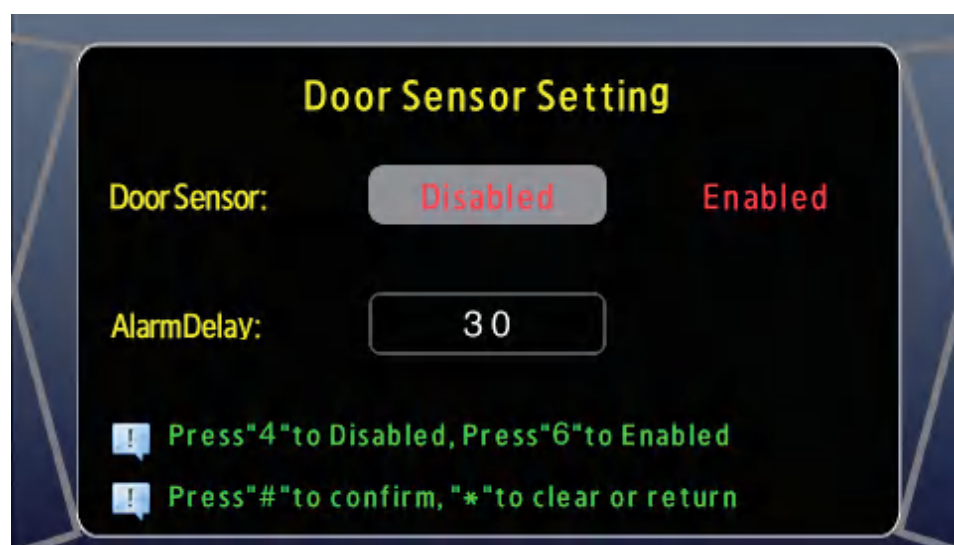 Door Sensor Setting
Door Sensor: Disabled Enabled
AlarmDelay: 30
Press"4"to Disabled, Press"6"to Enabled
Press"#"to confirm, "*"to clear or return